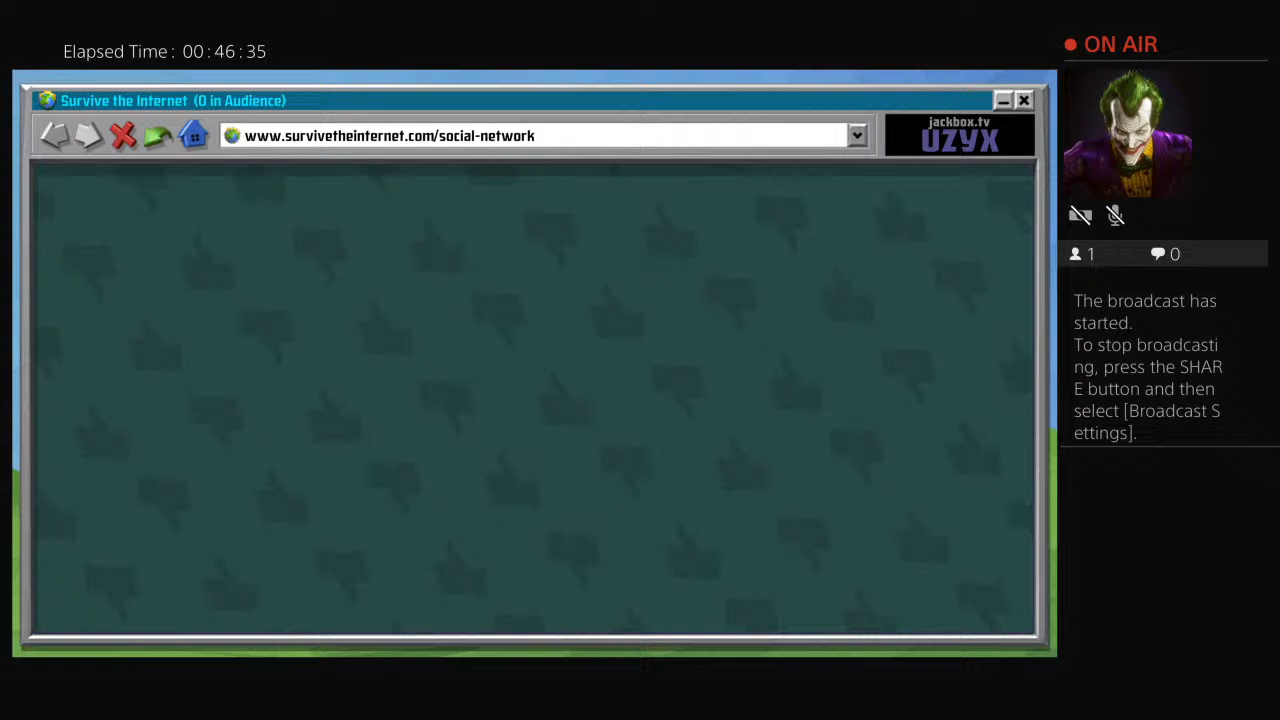 Elapsed Time: 00:46:35
ON AIR
Survive the Internet (0 in Audience)
www.survivetheinternet.com/social-network
jackbox.tv
UZYX
1
0
The broadcast has
started.
To stop broadcasti
ng, press the SHAR
E button and then
select [Broadcast S
ettings].